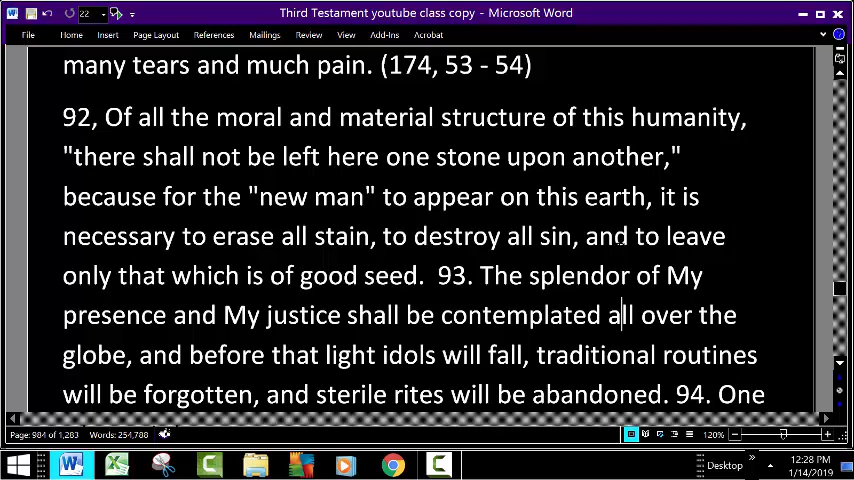 22
Third Testament youtube class copy - Microsoft Word
File Home Insert Page Layout References Mailings Review View Add-Ins Acrobat
many tears and much pain. (174, 53 - 54)
92, Of all the moral and material structure of this humanity,
"there shall not be left here one stone upon another,"
because for the "new man" to appear on this earth, it is
necessary to erase all stain, to destroy all sin, and to leave
only that which is of good seed.  93. The splendor of My
presence and My justice shall be contemplated all over the
globe, and before that light idols will fall, traditional routines
will be forgotten, and sterile rites will be abandoned. 94. One
Page: 984 of 1,283 Words: 254,788 120%
Desktop 12:28 PM
1/14/2019